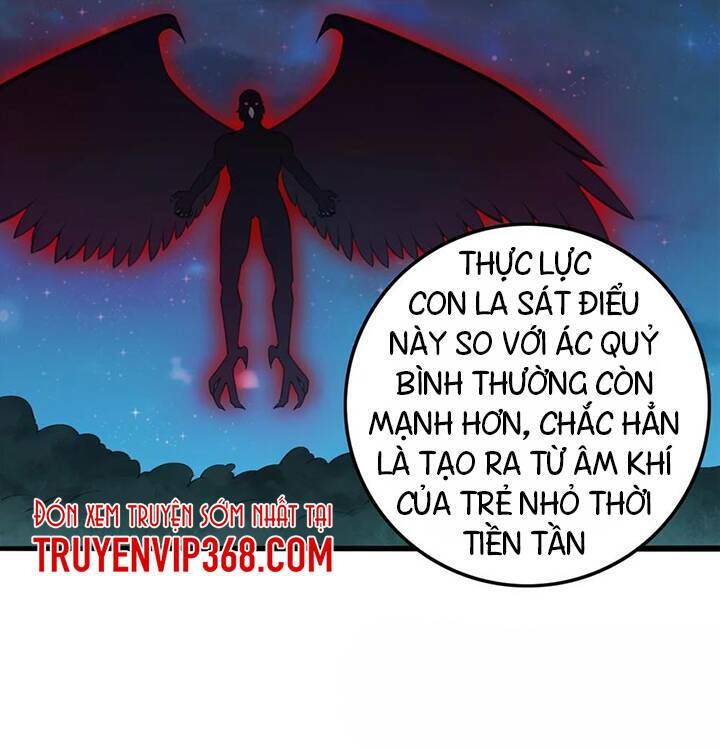 THỰC LỰC
CON LA SÁT ĐIỂU
NÀY SO VỚI ÁC QUỶ
BÌNH THƯỜNG CÒN
MẠNH HƠN, CHẮC HẲN
LÀ TẠO RA TỪ ÂM KHÍ
CỦA TRẺ NHỎ THỜI
TIỀN TẦN
ĐÓN XEM TRUYỆN SỚM NHẤT TẠI
TRUYENVIP368.COM